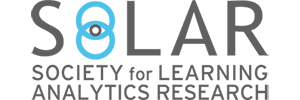 SOLAR
SOCIETY for LEARNING
ANALYTICS RESEARCH